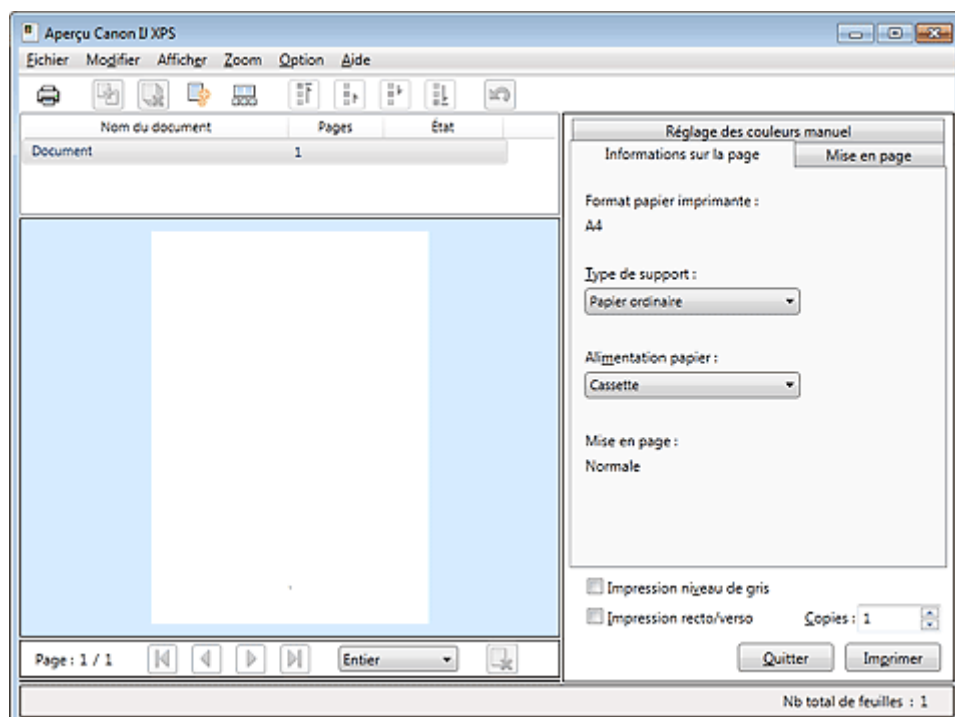 Aperçu Canon IJ XPS
Fichier Modifier Afficher Zoom Option Aide
Nom du document Pages État
Document 1
Réglage des couleurs manuel
Informations sur la page Mise en page
Format papier imprimante :
A4
Type de support :
Papier ordinaire
Alimentation papier :
Cassette
Mise en page :
Normale
Impression niveau de gris
Impression recto/verso Copies : 1
Page : 1 / 1 Entier Quitter Imprimer
Nb total de feuilles : 1